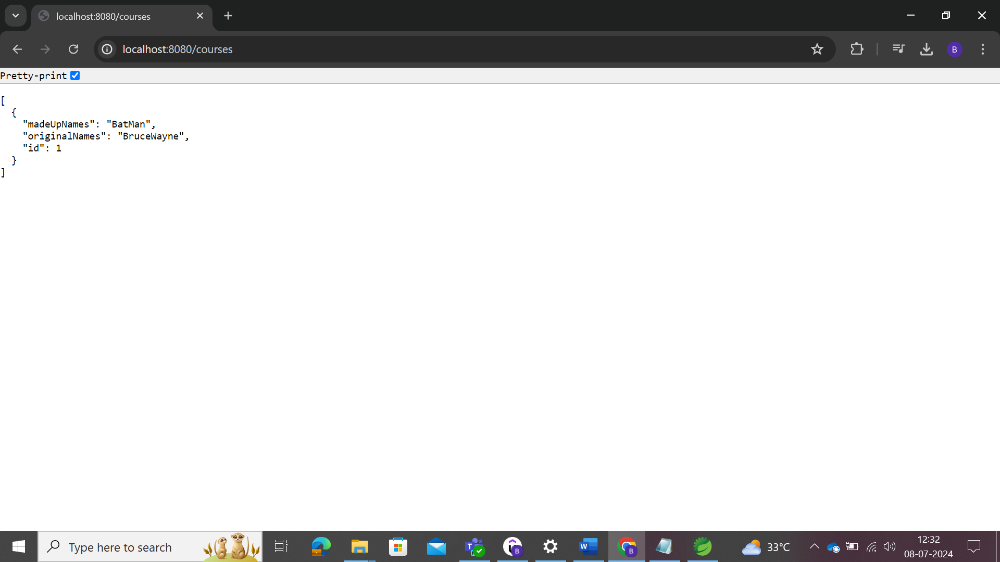 localhost:8080/courses
localhost:8080/courses
B
Pretty-print
[
{
"madeUpNames": "BatMan",
"originalNames": "BruceWayne",
"id": 1
}
]
Type here to search
T
B
W
B
33°C
12:32
08-07-2024